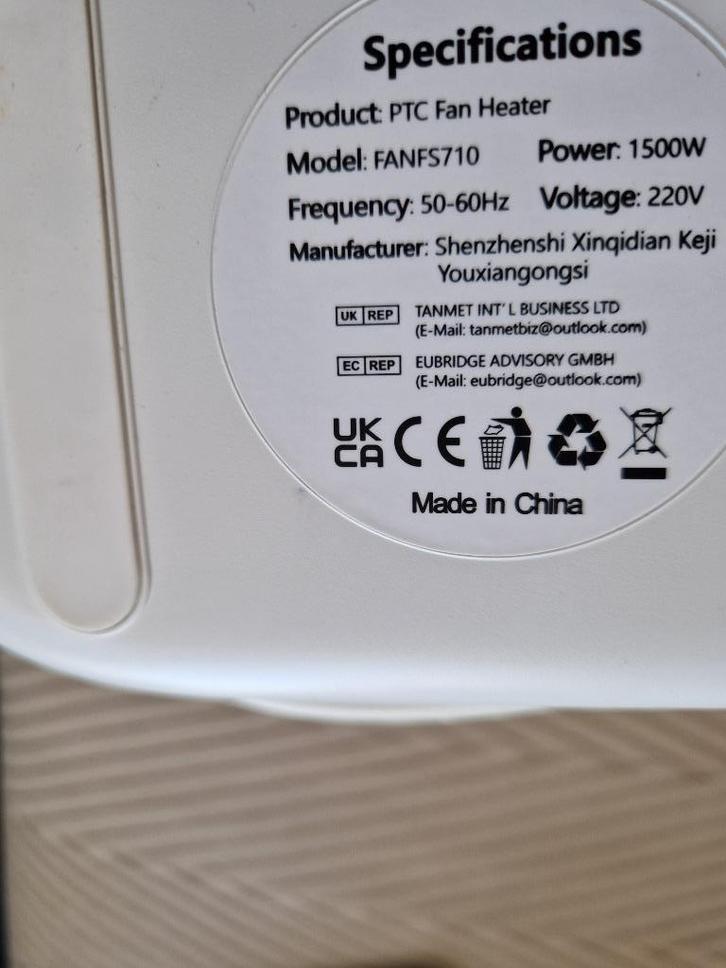 Specifications
Product: PTC Fan Heater
Model: FANFS710 Power: 1500W
Frequency: 50-60Hz Voltage: 220V
Manufacturer: Shenzhenshi Xinqidian Keji
Youxiangongsi
UK REP TANMET INT' L BUSINESS LTD
(E-Mail: tanmetbiz@outlook.com)
EC REP EUBRIDGE ADVISORY GMBH
(E-Mail: eubridge@outlook.com)
UK
CA CE
Made in China